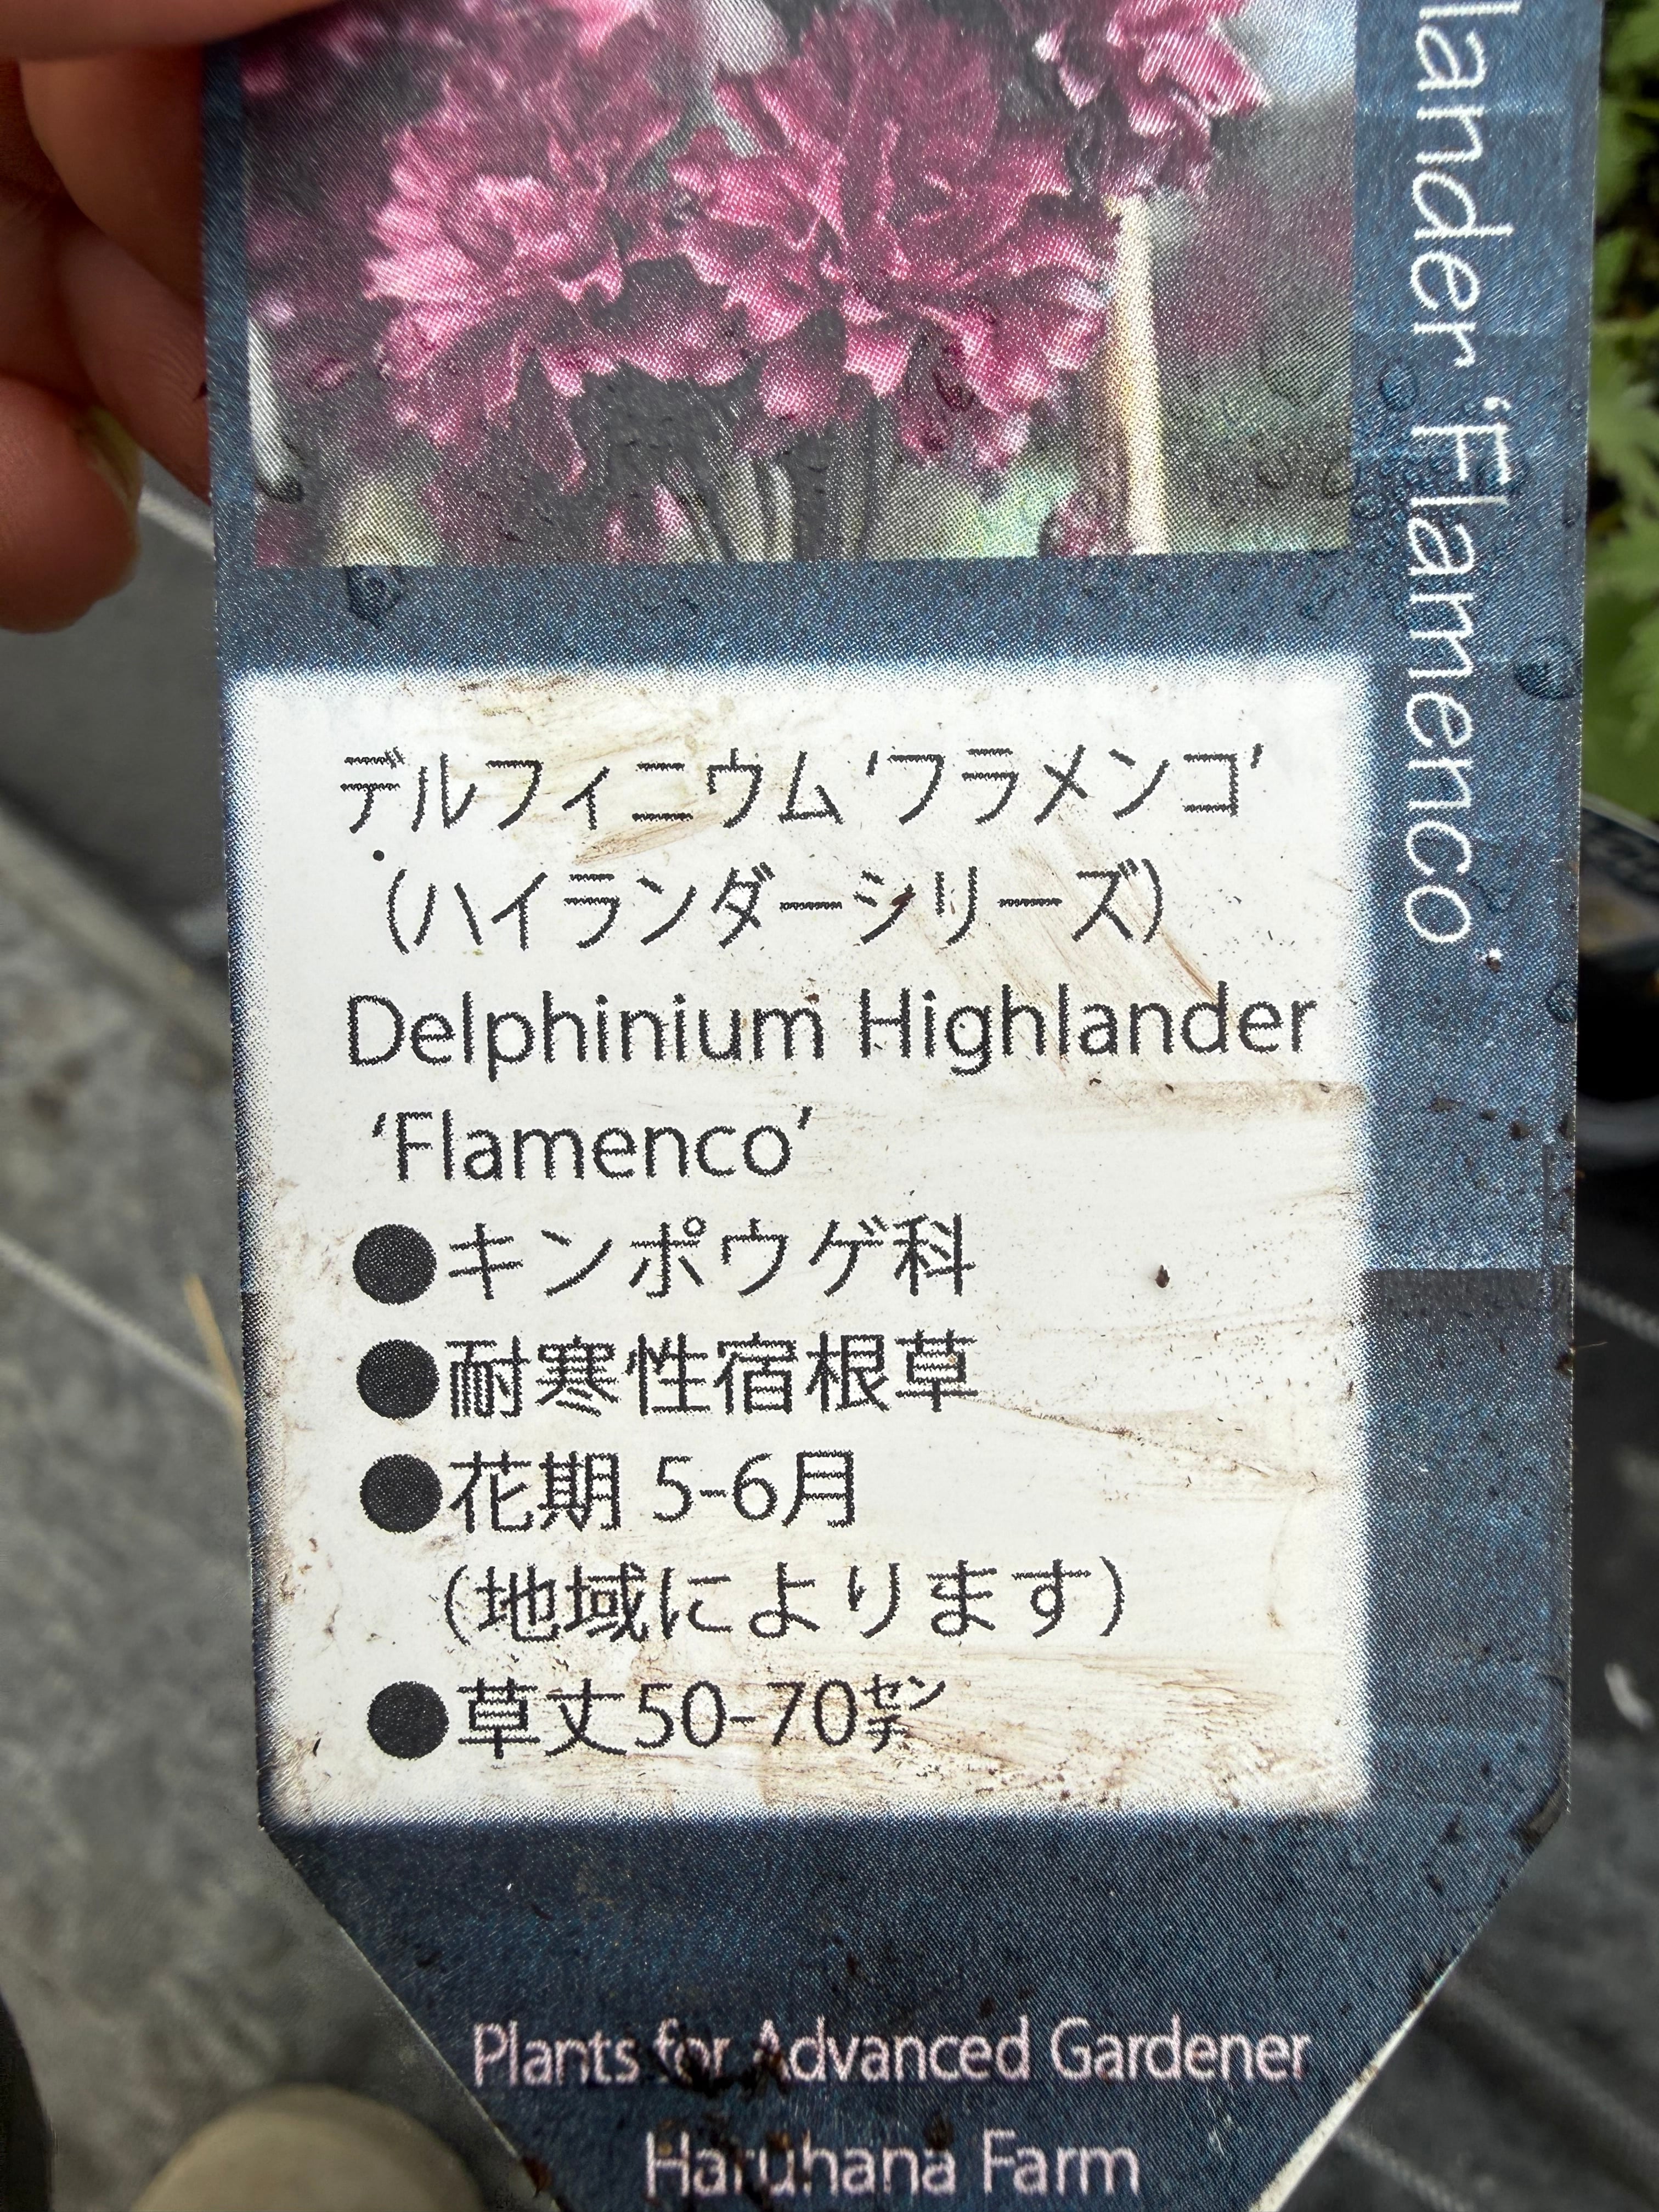 lander 'Flamenco'
デルフィニウム'フラメンコ'
(ハイランダーシリーズ)
Delphinium Highlander
'Flamenco'
●キンポウゲ科
●耐寒性宿根草
●花期 5-6月
(地域によります)
●草丈50-70㌢
Plants for Advanced Gardener
Haruhana Farm